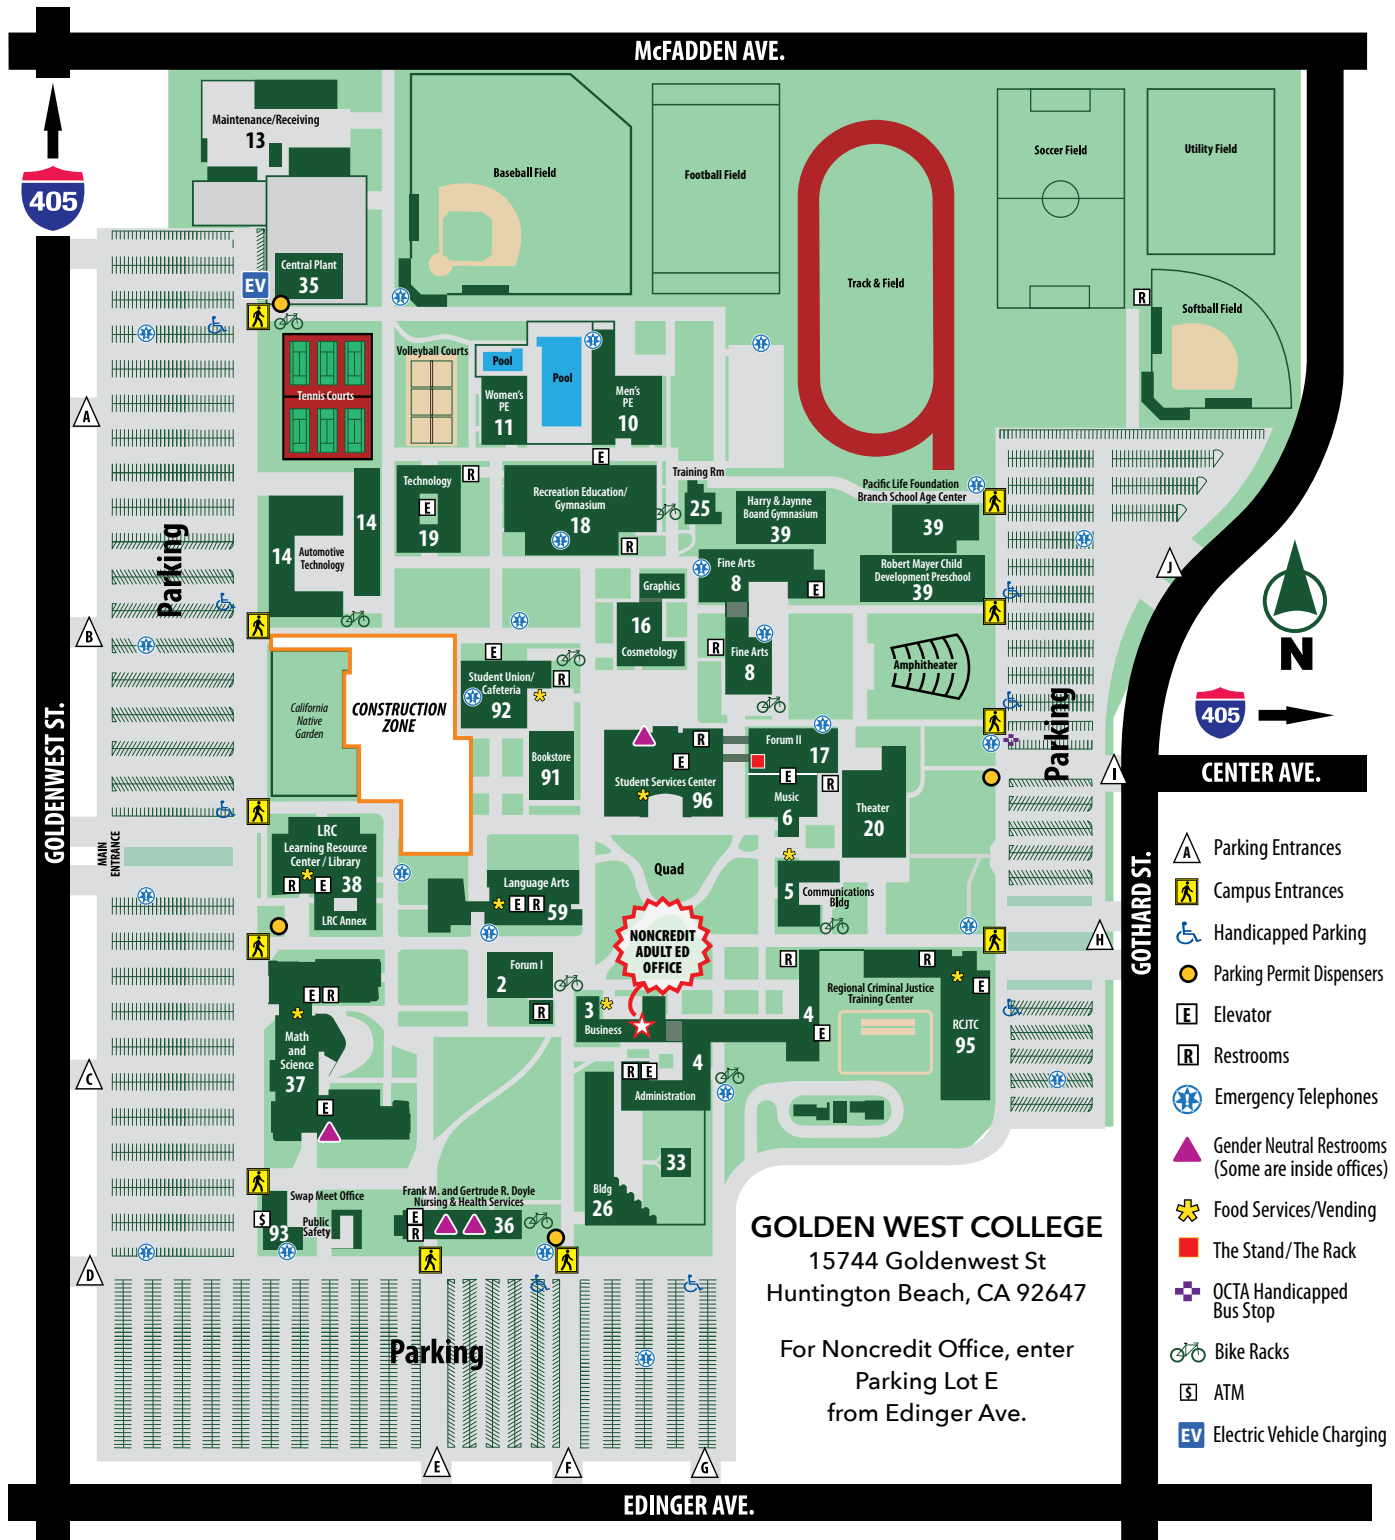 McFADDEN AVE.
405
Maintenance/Receiving
13
Baseball Field
Football Field
Soccer Field
Utility Field
Track & Field
Softball Field
R
Central Plant
35
EV
Tennis Courts
Volleyball Courts
Pool
Pool
Women's
PE
11
Men's
PE
10
E
A
Parking
Technology
E
19
R
Recreation Education/
Gymnasium
18
R
Training Rm
25
Harry & Jaynne
Board Gymnasium
39
Pacific Life Foundation
Branch School Age Center
39
Robert Mayer Child
Development Preschool
39
14
14
Automotive
Technology
Fine Arts
8
E
Graphics
16
Cosmetology
R
Fine Arts
8
Amphitheater
J
N
405
B
GOLDENWEST ST.
California
Native
Garden
CONSTRUCTION
ZONE
E
Student Union/
Cafeteria
92
R
Bookstore
91
R
E
Student Services Center
96
Forum II
17
E
R
Music
6
Theater
20
Parking
I
CENTER AVE.
MAIN
ENTRANCE
LRC
Learning Resource
Center / Library
R E 38
LRC Annex
Language Arts
E R 59
Quad
5
Communications
Bldg
NONCREDIT
ADULT ED
OFFICE
H
GOTHARD ST.
Forum I
2
R
3
Business
R
4
E
Regional Criminal Justice
Training Center
R
E
RCJTC
95
E R
Math
and
Science
37
E
C
4
R E
Administration
33
Bldg
26
Swap Meet Office
$
93
Public
Safety
Frank M. and Gertrude R. Doyle
Nursing & Health Services
E
R
36
D
Parking
E
F
G
EDINGER AVE.
GOLDEN WEST COLLEGE
15744 Goldenwest St
Huntington Beach, CA 92647
For Noncredit Office, enter
Parking Lot E
from Edinger Ave.
A Parking Entrances
Campus Entrances
Handicapped Parking
Parking Permit Dispensers
E Elevator
R Restrooms
Emergency Telephones
Gender Neutral Restrooms
(Some are inside offices)
Food Services/Vending
The Stand/The Rack
OCTA Handicapped
Bus Stop
Bike Racks
$ ATM
EV Electric Vehicle Charging